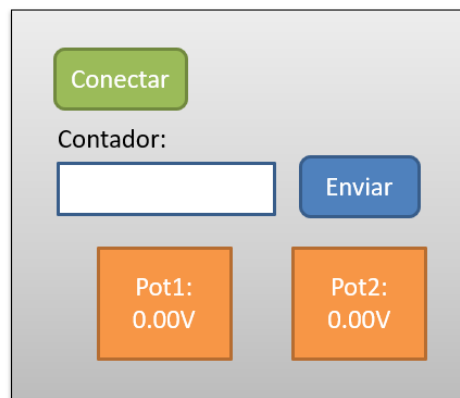 Conectar
Contador:
Enviar
Pot1:
0.00V
Pot2:
0.00V